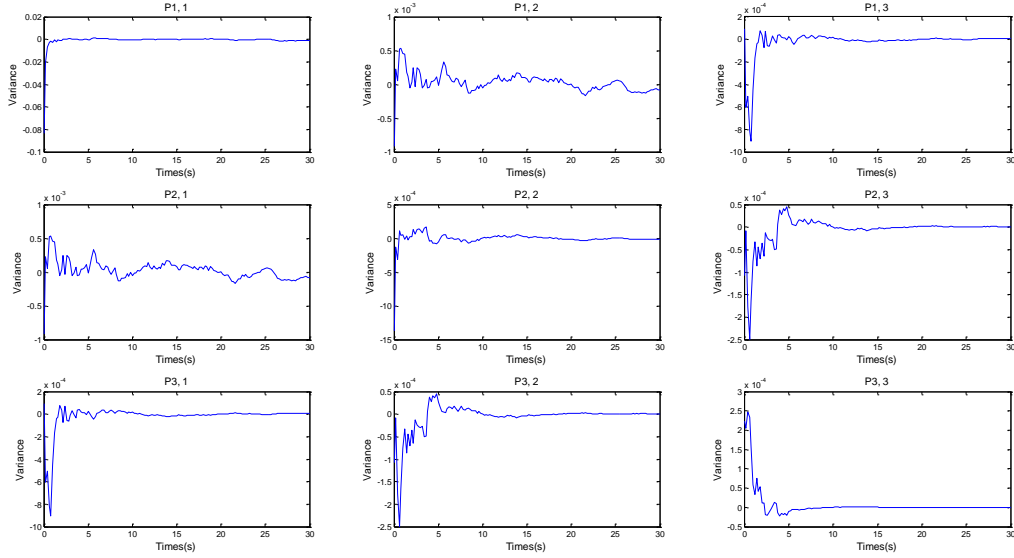 P1, 1
0.02
0
-0.02
-0.04
-0.06
-0.08
-0.1
Variance
0 5 10 15 20 25 30
Times(s)
P1, 2
x 10^-3
1
0.5
0
-0.5
-1
Variance
0 5 10 15 20 25 30
Times(s)
P1, 3
x 10^-4
2
0
-2
-4
-6
-8
-10
Variance
0 5 10 15 20 25 30
Times(s)
P2, 1
x 10^-3
1
0.5
0
-0.5
-1
Variance
0 5 10 15 20 25 30
Times(s)
P2, 2
x 10^-4
5
0
-5
-10
-15
Variance
0 5 10 15 20 25 30
Times(s)
P2, 3
x 10^-4
0.5
0
-0.5
-1
-1.5
-2
-2.5
Variance
0 5 10 15 20 25 30
Times(s)
P3, 1
x 10^-4
2
0
-2
-4
-6
-8
-10
Variance
0 5 10 15 20 25 30
Times(s)
P3, 2
x 10^-4
0.5
0
-0.5
-1
-1.5
-2
-2.5
Variance
0 5 10 15 20 25 30
Times(s)
P3, 3
x 10^-4
3
2.5
2
1.5
1
0.5
0
-0.5
Variance
0 5 10 15 20 25 30
Times(s)